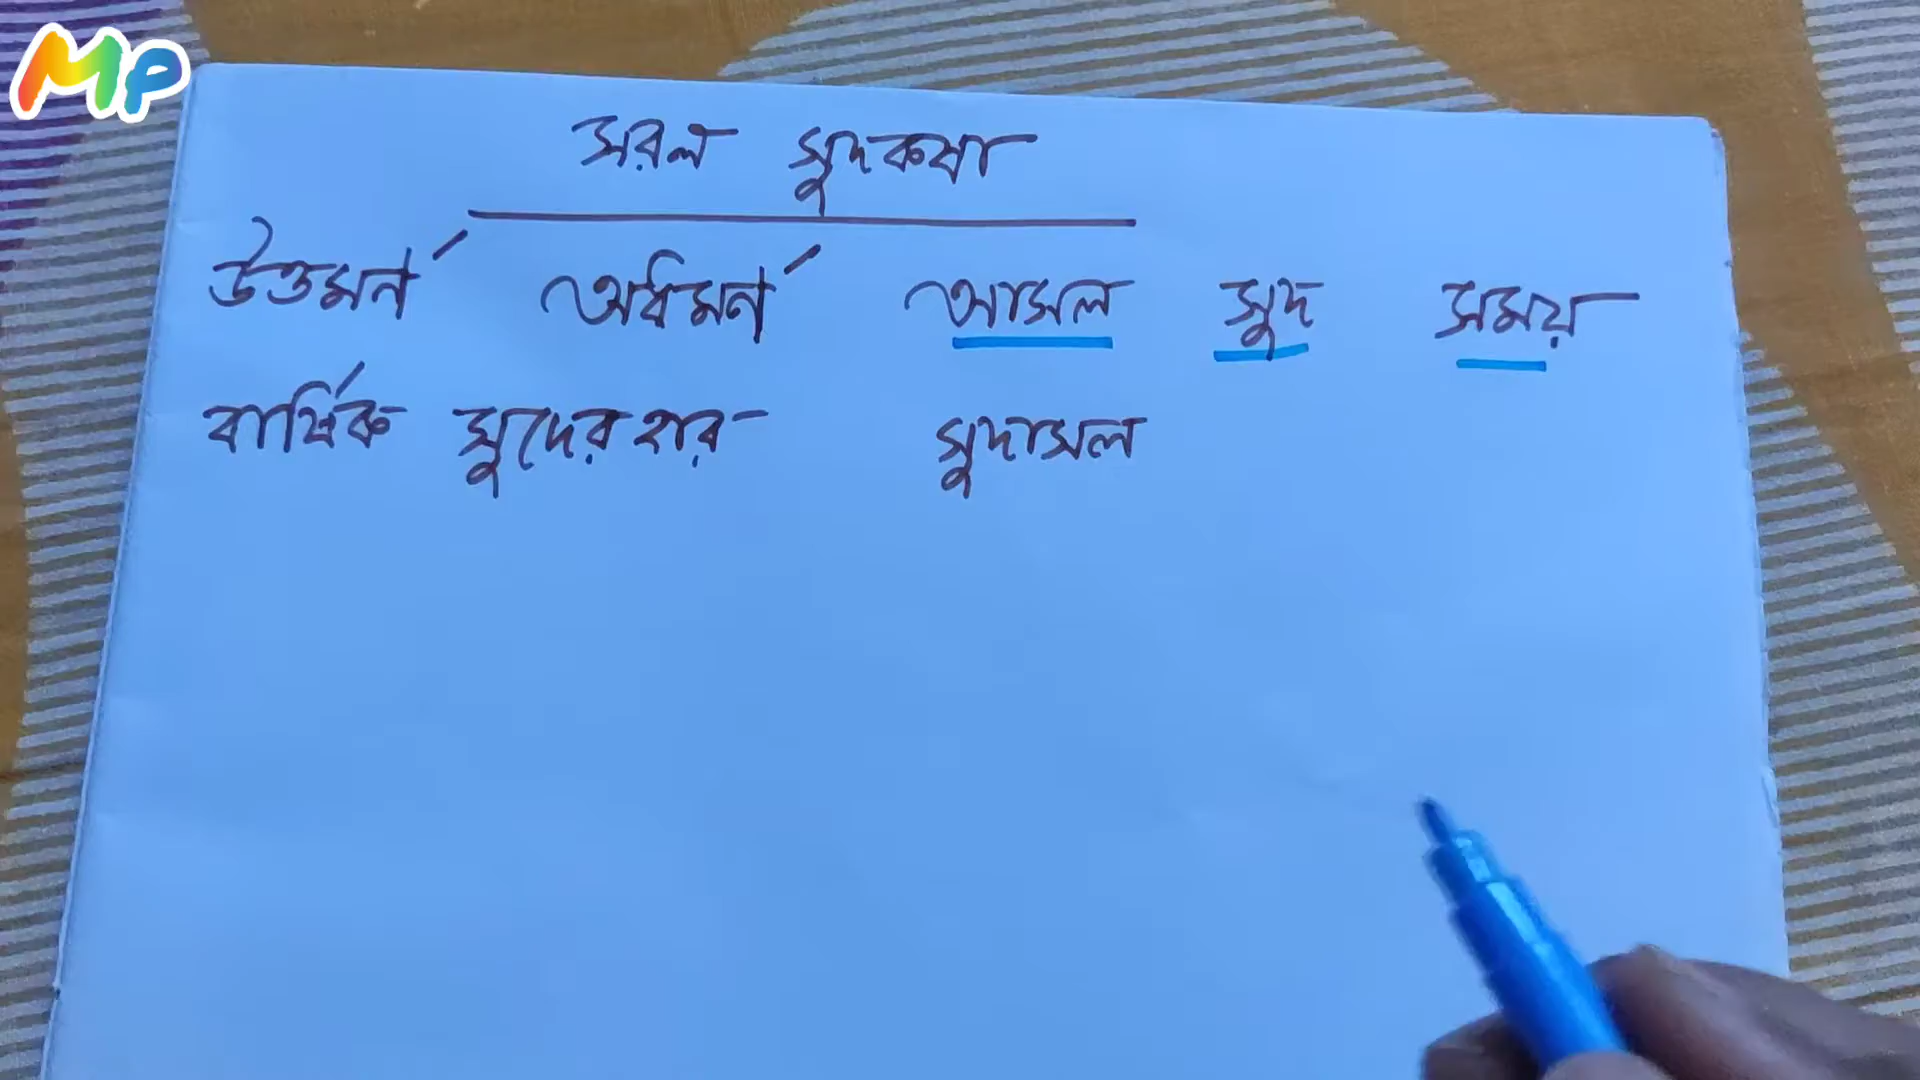 MP
সরল সুদকষা
উত্তমর্ন অধমর্ন আসল সুদ সময়
বার্ষিক সুদের হার সুদাসল